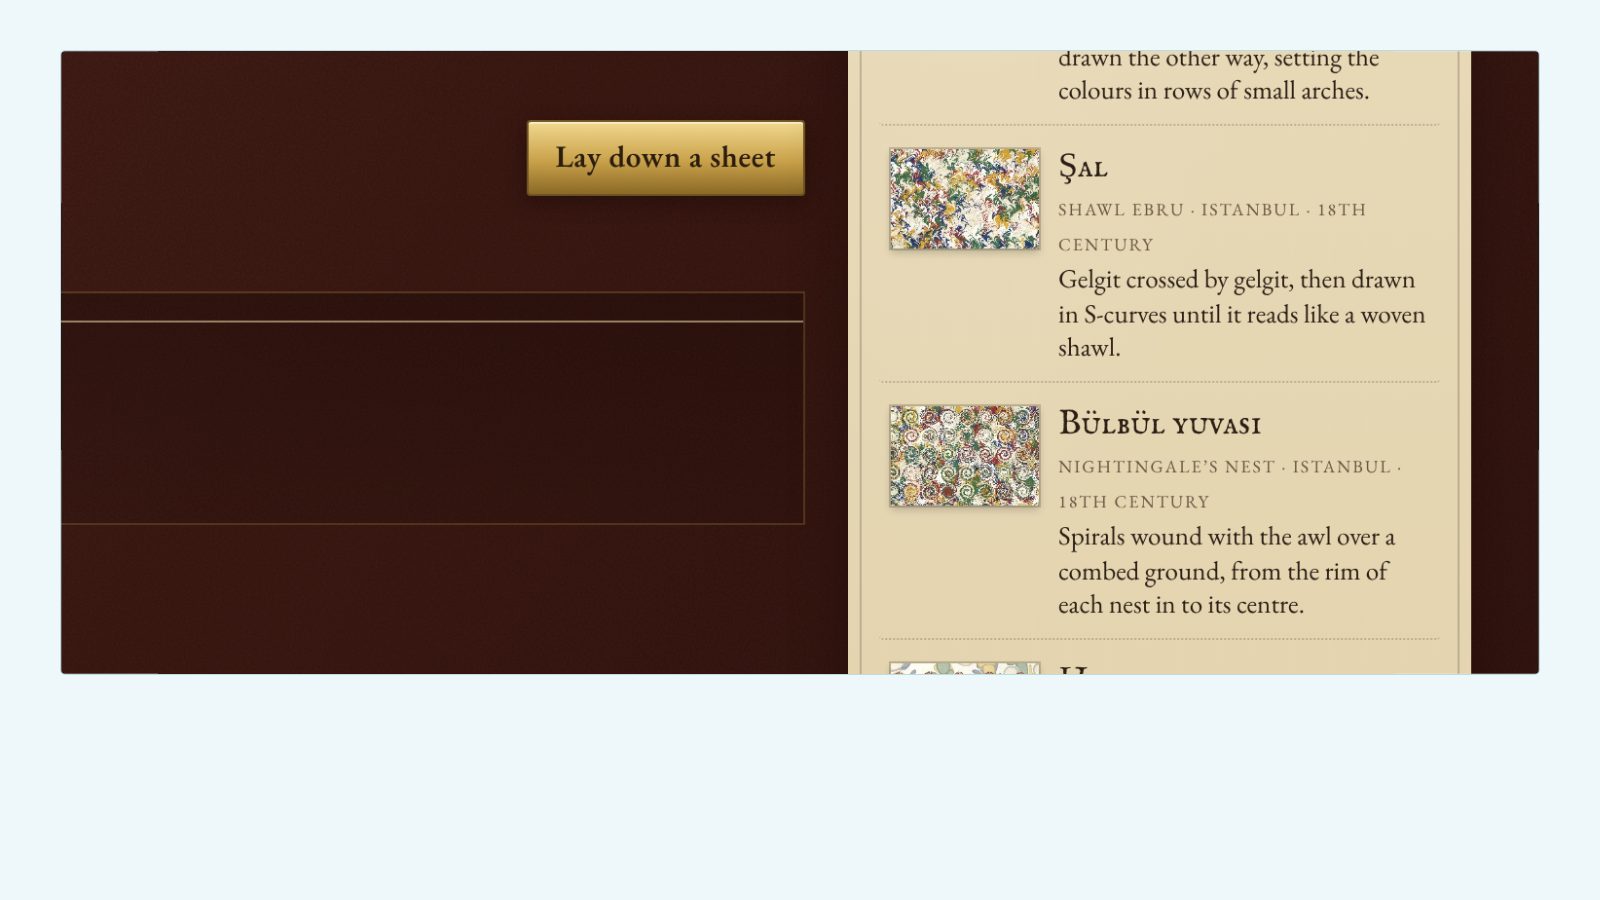 Lay down a sheet
drawn the other way, setting the
colours in rows of small arches.
Şal
SHAWL EBRU · ISTANBUL · 18TH
CENTURY
Gelgit crossed by gelgit, then drawn
in S-curves until it reads like a woven
shawl.
Bülbül yuvası
NIGHTINGALE’S NEST · ISTANBUL ·
18TH CENTURY
Spirals wound with the awl over a
combed ground, from the rim of
each nest in to its centre.